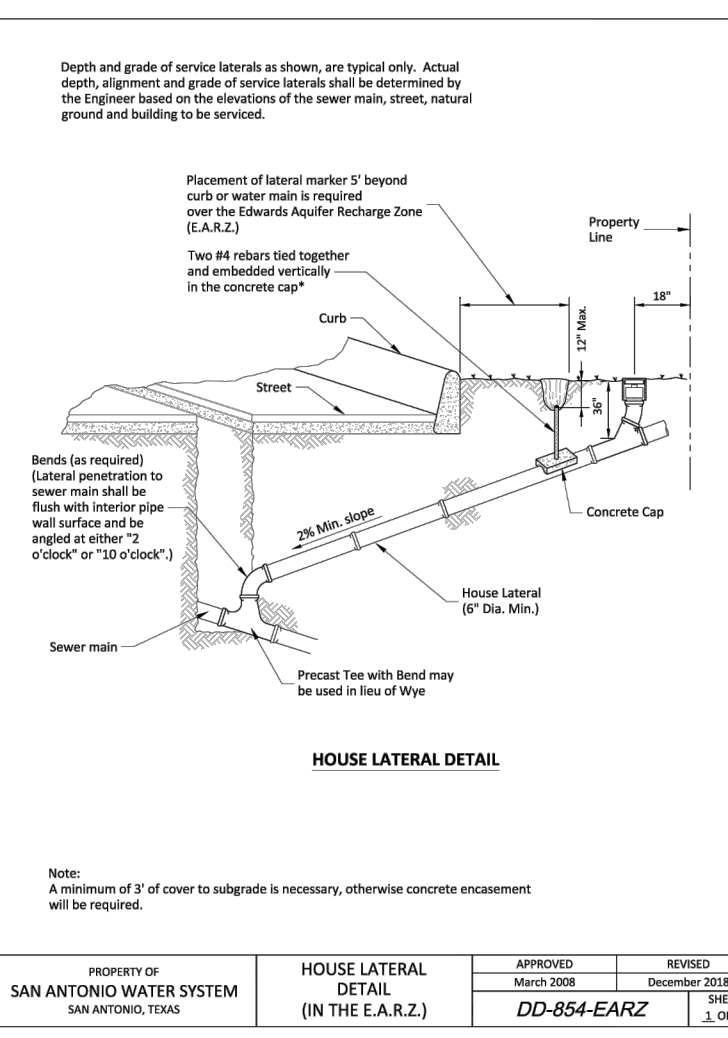 Depth and grade of service laterals as shown, are typical only. Actual
depth, alignment and grade of service laterals shall be determined by
the Engineer based on the elevations of the sewer main, street, natural
ground and building to be serviced.
Placement of lateral marker 5' beyond
curb or water main is required
over the Edwards Aquifer Recharge Zone
(E.A.R.Z.)
Property
Line
Two #4 rebars tied together
and embedded vertically
in the concrete cap*
18"
12" Max.
Curb
Street
36"
Bends (as required)
(Lateral penetration to
sewer main shall be
flush with interior pipe
wall surface and be
angled at either "2
o'clock" or "10 o'clock".)
2% Min. slope
Concrete Cap
House Lateral
(6" Dia. Min.)
Sewer main
Precast Tee with Bend may
be used in lieu of Wye
HOUSE LATERAL DETAIL
Note:
A minimum of 3' of cover to subgrade is necessary, otherwise concrete encasement
will be required.
PROPERTY OF
SAN ANTONIO WATER SYSTEM
SAN ANTONIO, TEXAS
HOUSE LATERAL
DETAIL
(IN THE E.A.R.Z.)
APPROVED
March 2008
REVISED
December 2018
DD-854-EARZ
SHE
1 O